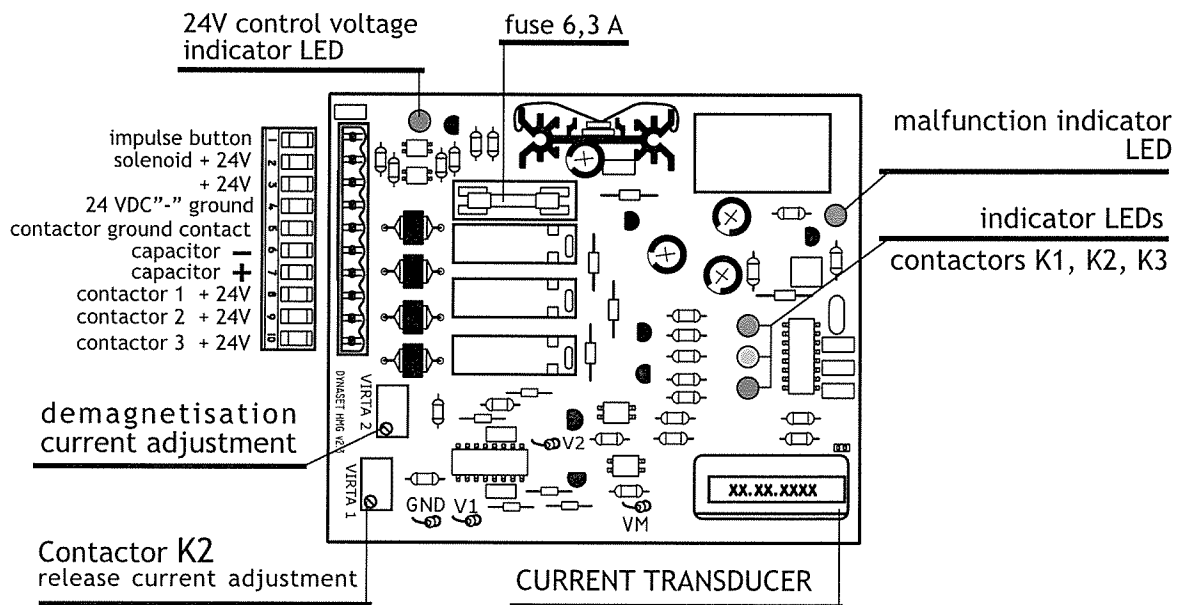 24V control voltage
indicator LED
fuse 6,3 A
malfunction indicator
LED
indicator LEDs
contactors K1, K2, K3
impulse button 1
solenoid + 24V 2
+ 24V 3
24 VDC"-" ground 4
contactor ground contact 5
capacitor − 6
capacitor + 7
contactor 1 + 24V 8
contactor 2 + 24V 9
contactor 3 + 24V 10
DYNASET HMG
VIRTA 2
VIRTA 1
demagnetisation
current adjustment
V2
GND
V1
VM
XX.XX.XXXX
Contactor K2
release current adjustment
CURRENT TRANSDUCER